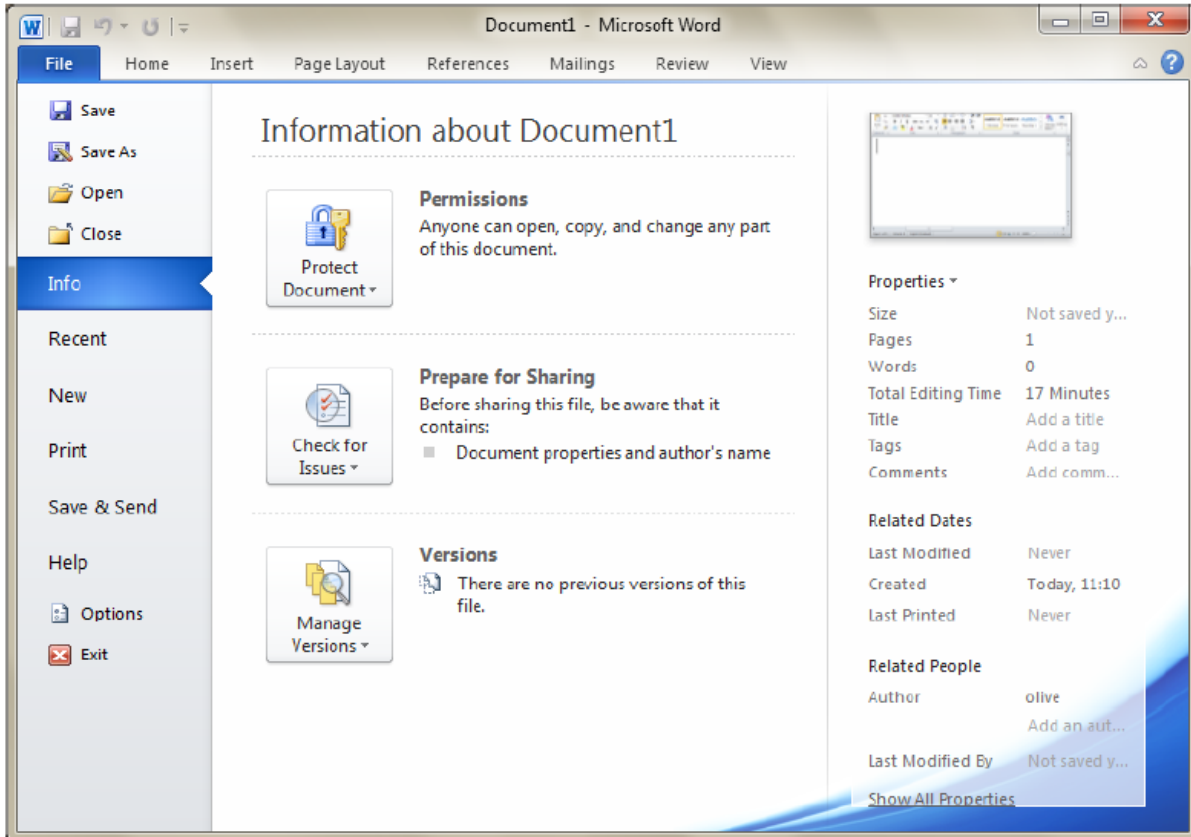 Document1 - Microsoft Word
File Home Insert Page Layout References Mailings Review View
Save
Save As
Open
Close
Info
Recent
New
Print
Save & Send
Help
Options
Exit
Information about Document1
Protect
Document
Permissions
Anyone can open, copy, and change any part
of this document.
Check for
Issues
Prepare for Sharing
Before sharing this file, be aware that it
contains:
Document properties and author's name
Manage
Versions
Versions
There are no previous versions of this
file.
Properties
Size Not saved y...
Pages 1
Words 0
Total Editing Time 17 Minutes
Title Add a title
Tags Add a tag
Comments Add comm...
Related Dates
Last Modified Never
Created Today, 11:10
Last Printed Never
Related People
Author olive
Add an aut...
Last Modified By Not saved y...
Show All Properties